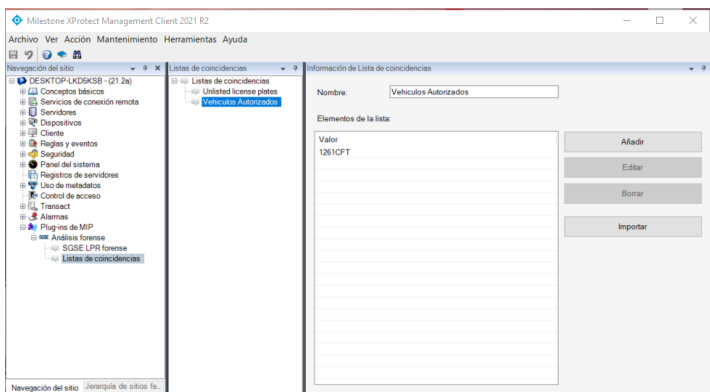 Milestone XProtect Management Client 2021 R2
Archivo Ver Acción Mantenimiento Herramientas Ayuda
Navegación del sitio
DESKTOP-LKD5KSB - (21.2a)
Conceptos básicos
Servicios de conexión remota
Servidores
Dispositivos
Cliente
Reglas y eventos
Seguridad
Panel del sistema
Registros de servidores
Uso de metadatos
Control de acceso
Transact
Alarmas
Plug-ins de MIP
Análisis forense
SGSE LPR forense
Listas de coincidencias
Navegación del sitio Jerarquía de sitios fe..
Listas de coincidencias
Listas de coincidencias
Unlisted license plates
Vehiculos Autorizados
Información de Lista de coincidencias
Nombre: Vehiculos Autorizados
Elementos de la lista:
Valor
1261CFT
Añadir
Editar
Borrar
Importar